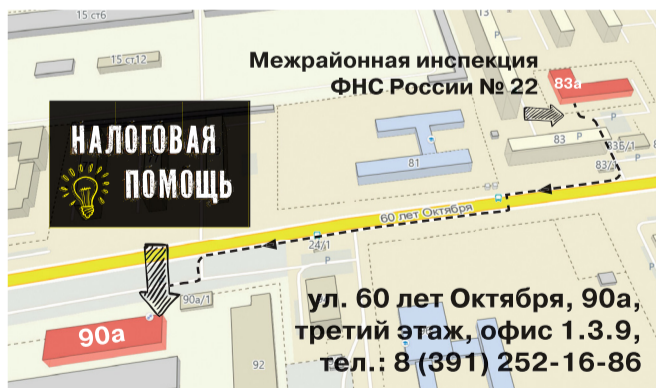 15 ст6
15 ст12
13
P
Межрайонная инспекция
ФНС России № 22
83а
НАЛОГОВАЯ
ПОМОЩЬ
81
83
P
83Б/1
83/1
60 лет Октября
24/1
P
90а/1
90а
92
ул. 60 лет Октября, 90а,
третий этаж, офис 1.3.9,
тел.: 8 (391) 252-16-86